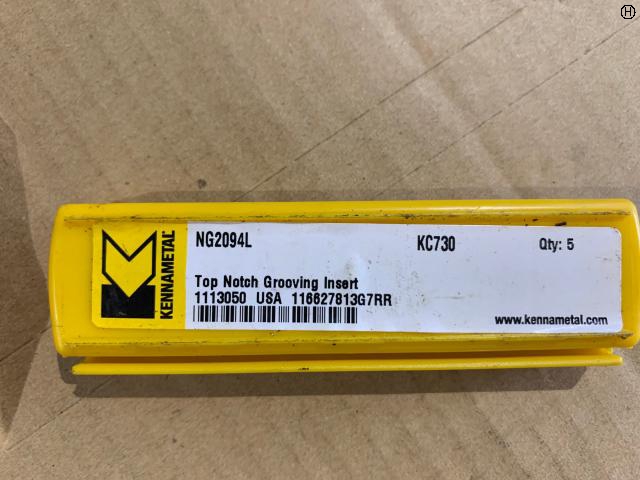 H
KENNAMETAL
NG2094L KC730 Qty: 5
Top Notch Grooving Insert
1113050 USA 116627813G7RR
www.kennametal.com